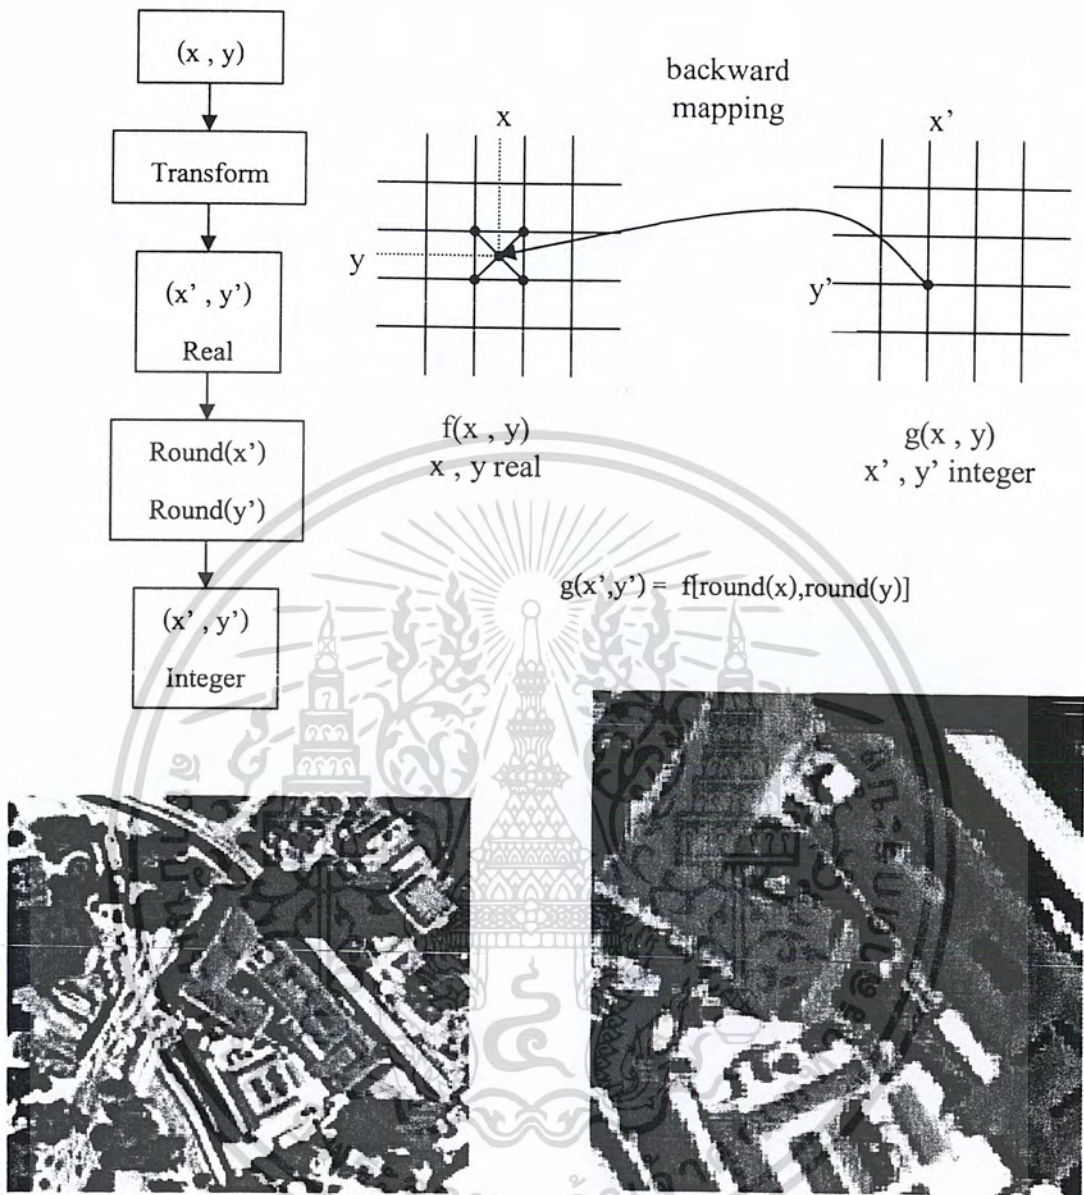 (x , y)
Transform
(x' , y')
Real
Round(x')
Round(y')
(x' , y')
Integer
backward
mapping
x
y
x'
y'
f(x , y)
x , y real
g(x , y)
x' , y' integer
g(x',y') = f[round(x),round(y)]